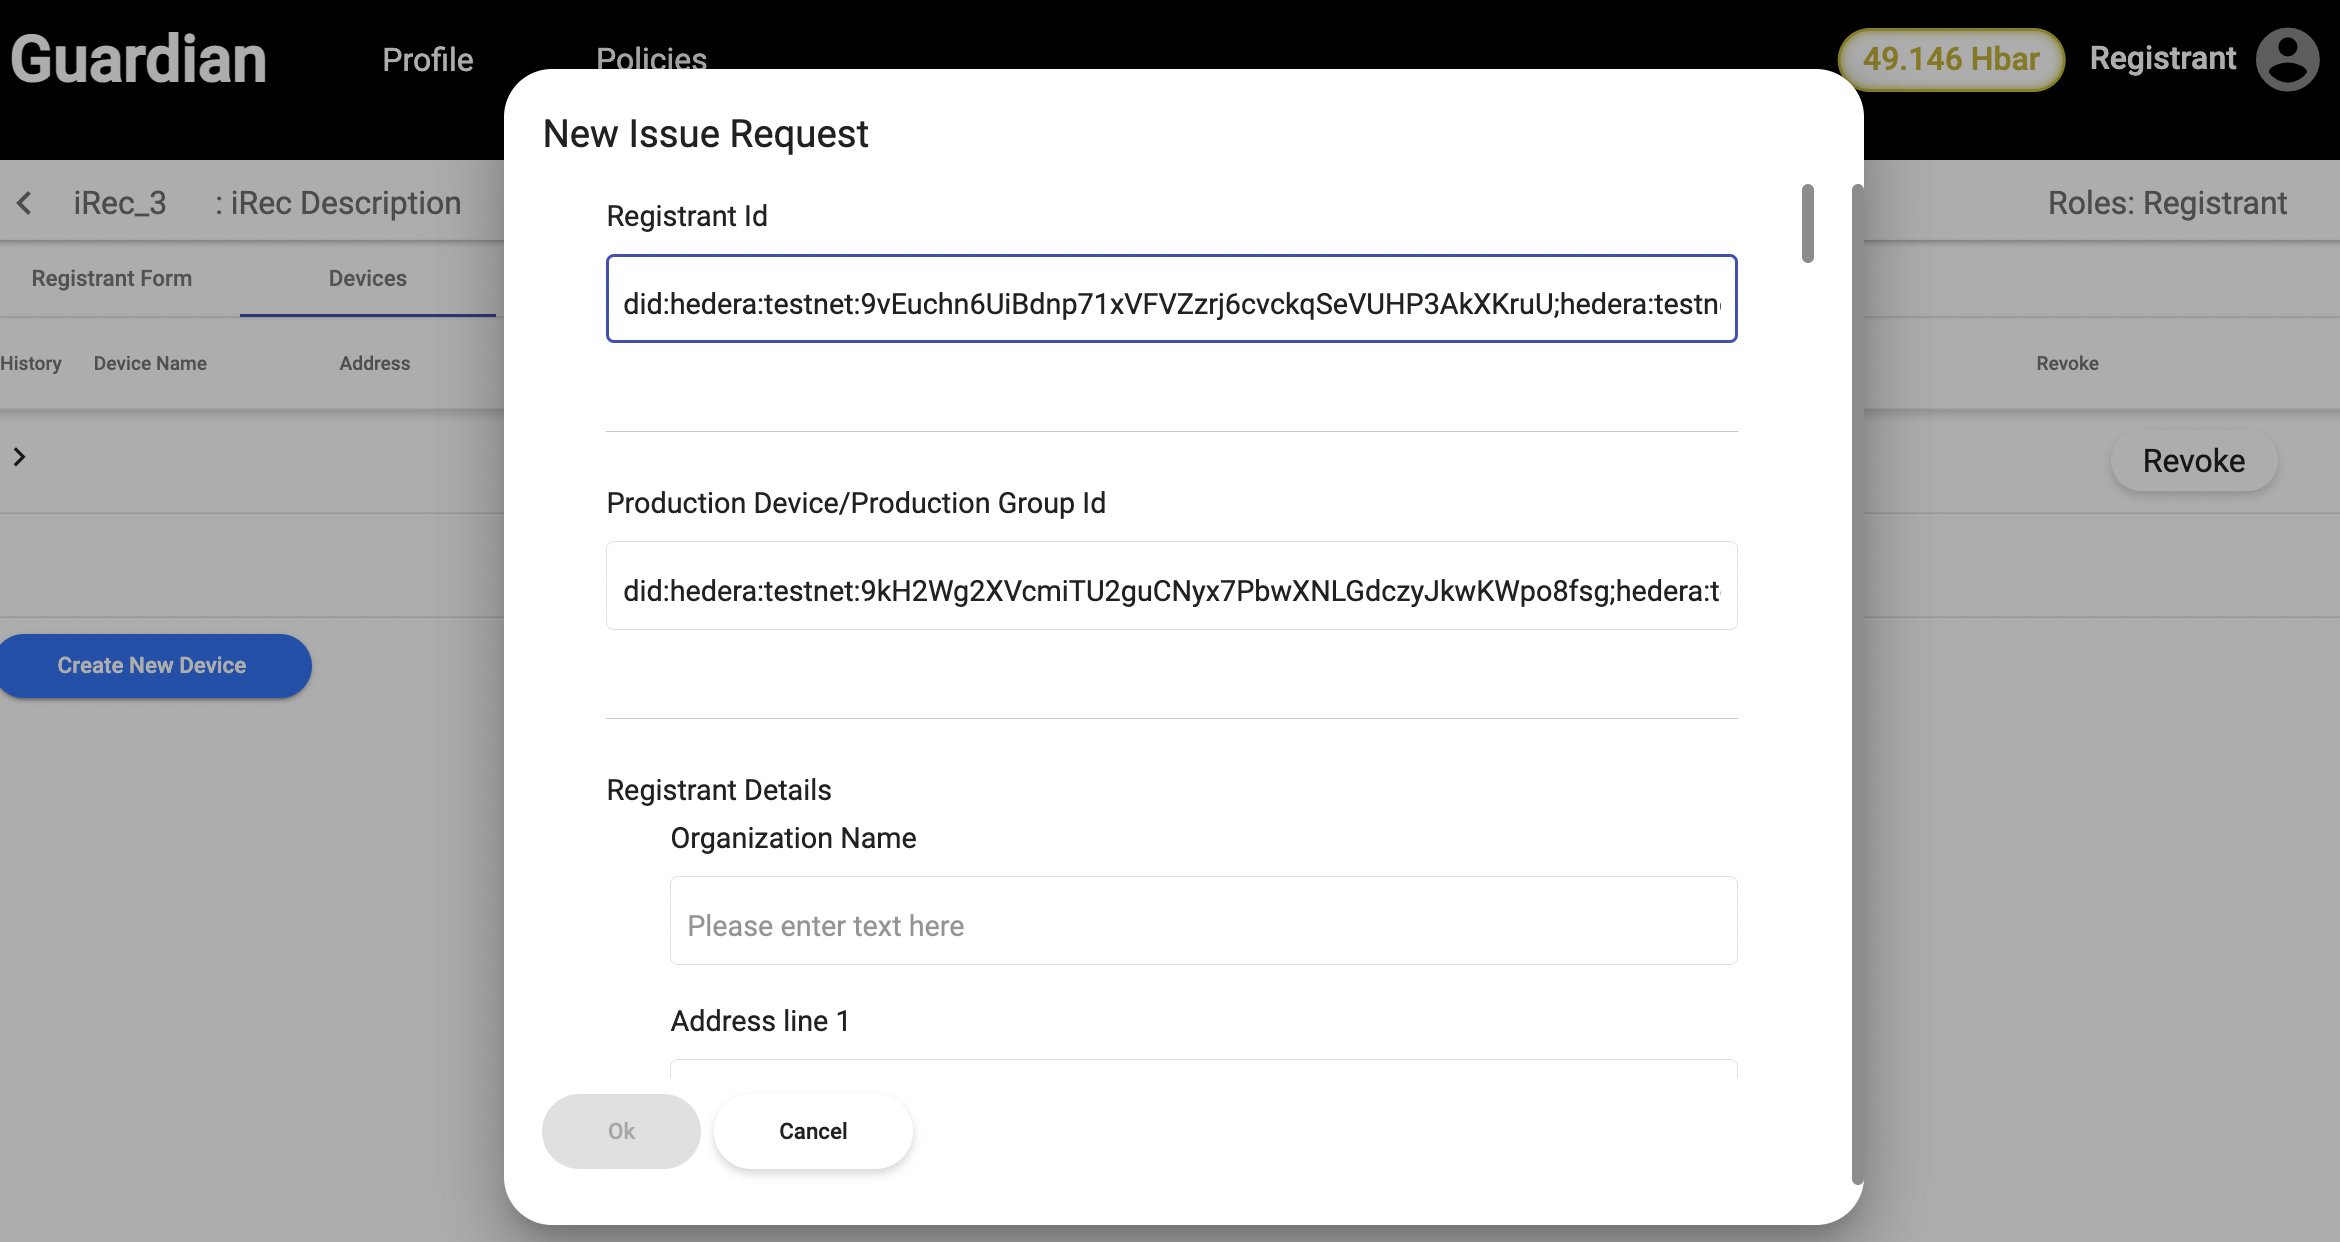 Guardian
Profile
Policies
49.146 Hbar
Registrant
iRec_3
: iRec Description
Roles: Registrant
Registrant Form
Devices
History
Device Name
Address
Revoke
Revoke
Create New Device
New Issue Request
Registrant Id
did:hedera:testnet:9vEuchn6UiBdnp71xVFVZzrj6cvckqSeVUHP3AkXKruU;hedera:testn
Production Device/Production Group Id
did:hedera:testnet:9kH2Wg2XVcmiTU2guCNyx7PbwXNLGdczyJkwKWpo8fsg;hedera:t
Registrant Details
Organization Name
Please enter text here
Address line 1
Ok
Cancel